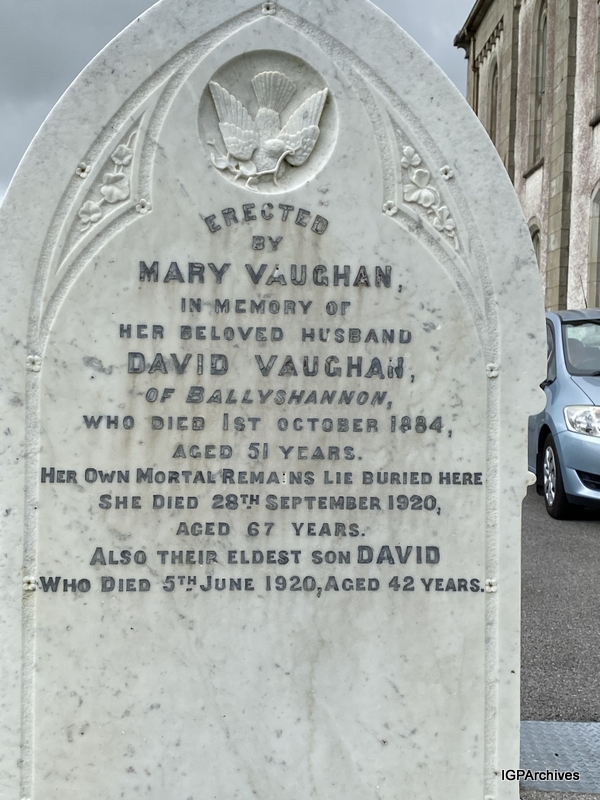 ERECTED
BY
MARY VAUGHAN,
IN MEMORY OF
HER BELOVED HUSBAND
DAVID VAUGHAN,
OF BALLYSHANNON,
WHO DIED 1ST OCTOBER 1884,
AGED 51 YEARS.
HER OWN MORTAL REMAINS LIE BURIED HERE
SHE DIED 28TH SEPTEMBER 1920,
AGED 67 YEARS.
ALSO THEIR ELDEST SON DAVID
WHO DIED 5TH JUNE 1920, AGED 42 YEARS.
IGPArchives